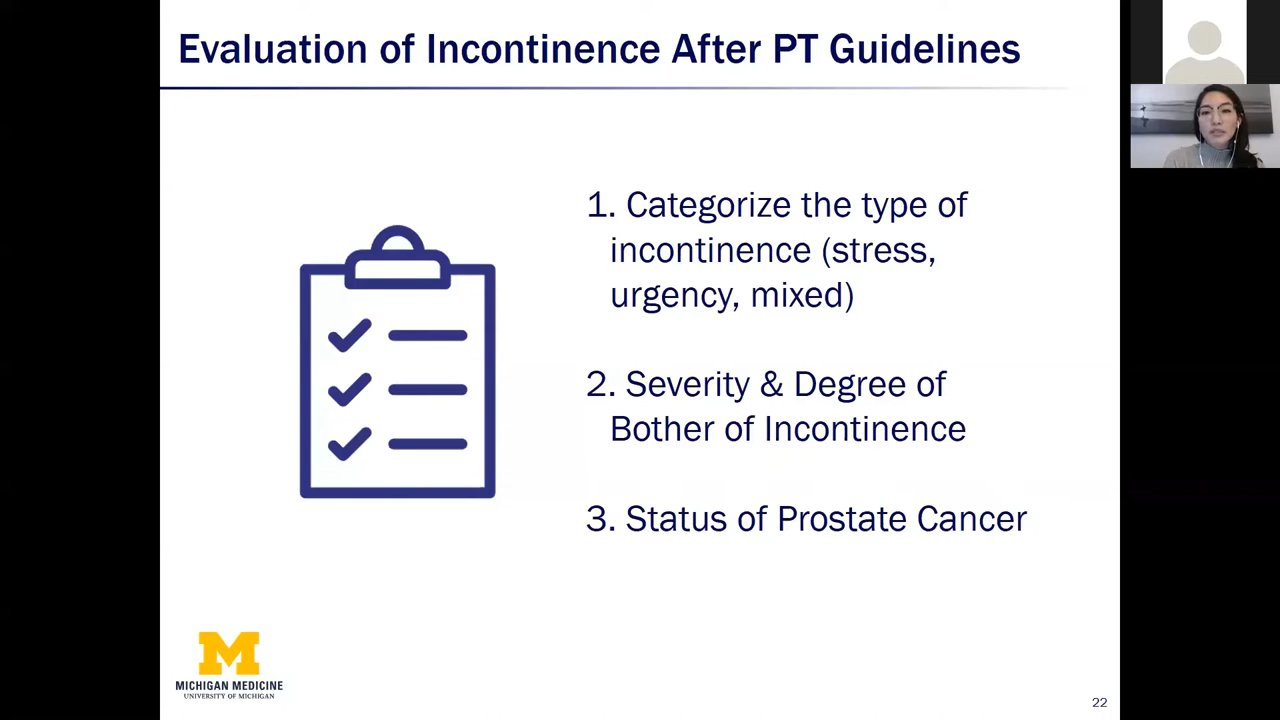 Evaluation of Incontinence After PT Guidelines
1. Categorize the type of
incontinence (stress,
urgency, mixed)
2. Severity & Degree of
Bother of Incontinence
3. Status of Prostate Cancer
M
MICHIGAN MEDICINE
UNIVERSITY OF MICHIGAN
22